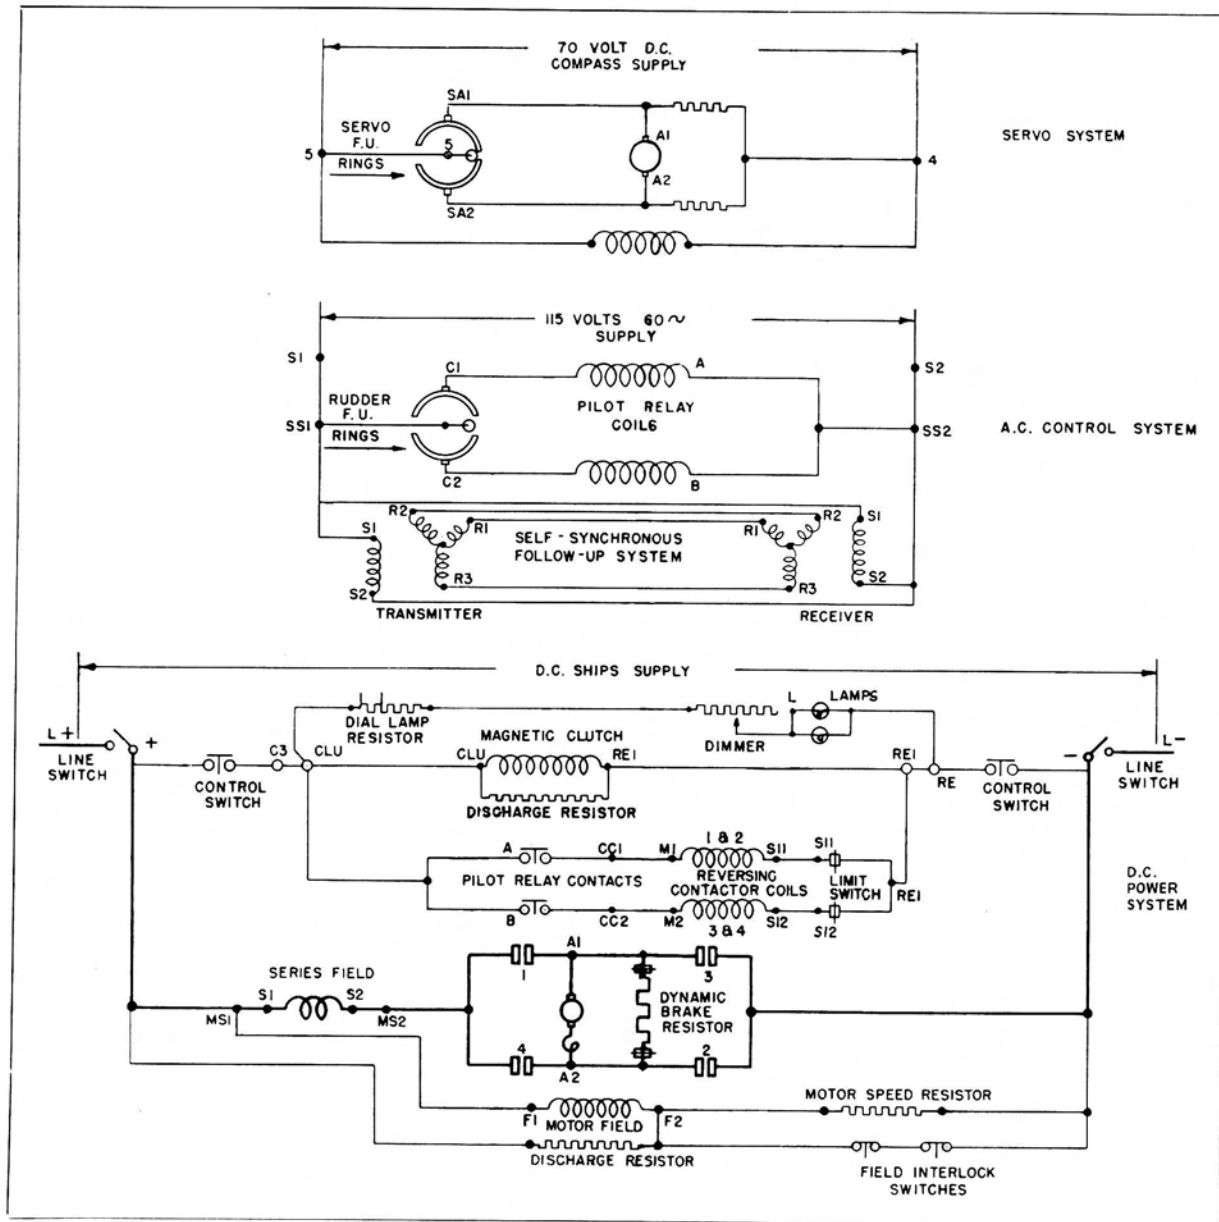 70 VOLT D.C.
COMPASS SUPPLY
SA1
SERVO
F.U.
RINGS
5
5
A1
A2
4
SA2
SERVO SYSTEM
115 VOLTS 60~
SUPPLY
S1
S2
C1
A
RUDDER
F.U.
RINGS
SS1
PILOT RELAY
COIL6
SS2
A.C. CONTROL SYSTEM
C2
B
R2
R1
S1
SELF-SYNCHRONOUS
FOLLOW-UP SYSTEM
R1
R2
S1
R3
R3
S2
S2
TRANSMITTER
RECEIVER
D.C. SHIPS SUPPLY
L+
LINE
SWITCH
+
DIAL LAMP
RESISTOR
L
LAMPS
DIMMER
L-
-
LINE
SWITCH
CONTROL
SWITCH
C3
CLU
MAGNETIC CLUTCH
CLU
RE1
DISCHARGE RESISTOR
RE1
RE
CONTROL
SWITCH
A
CC1
M1
1 & 2
S11
S11
PILOT RELAY CONTACTS
REVERSING
CONTACTOR COILS
LIMIT
SWITCH
RE1
B
CC2
M2
3 & 4
S12
S12
D.C.
POWER
SYSTEM
SERIES FIELD
S1
S2
MS1
MS2
1
A1
3
DYNAMIC
BRAKE
RESISTOR
4
A2
2
F1
MOTOR FIELD
F2
MOTOR SPEED RESISTOR
DISCHARGE RESISTOR
FIELD INTERLOCK
SWITCHES